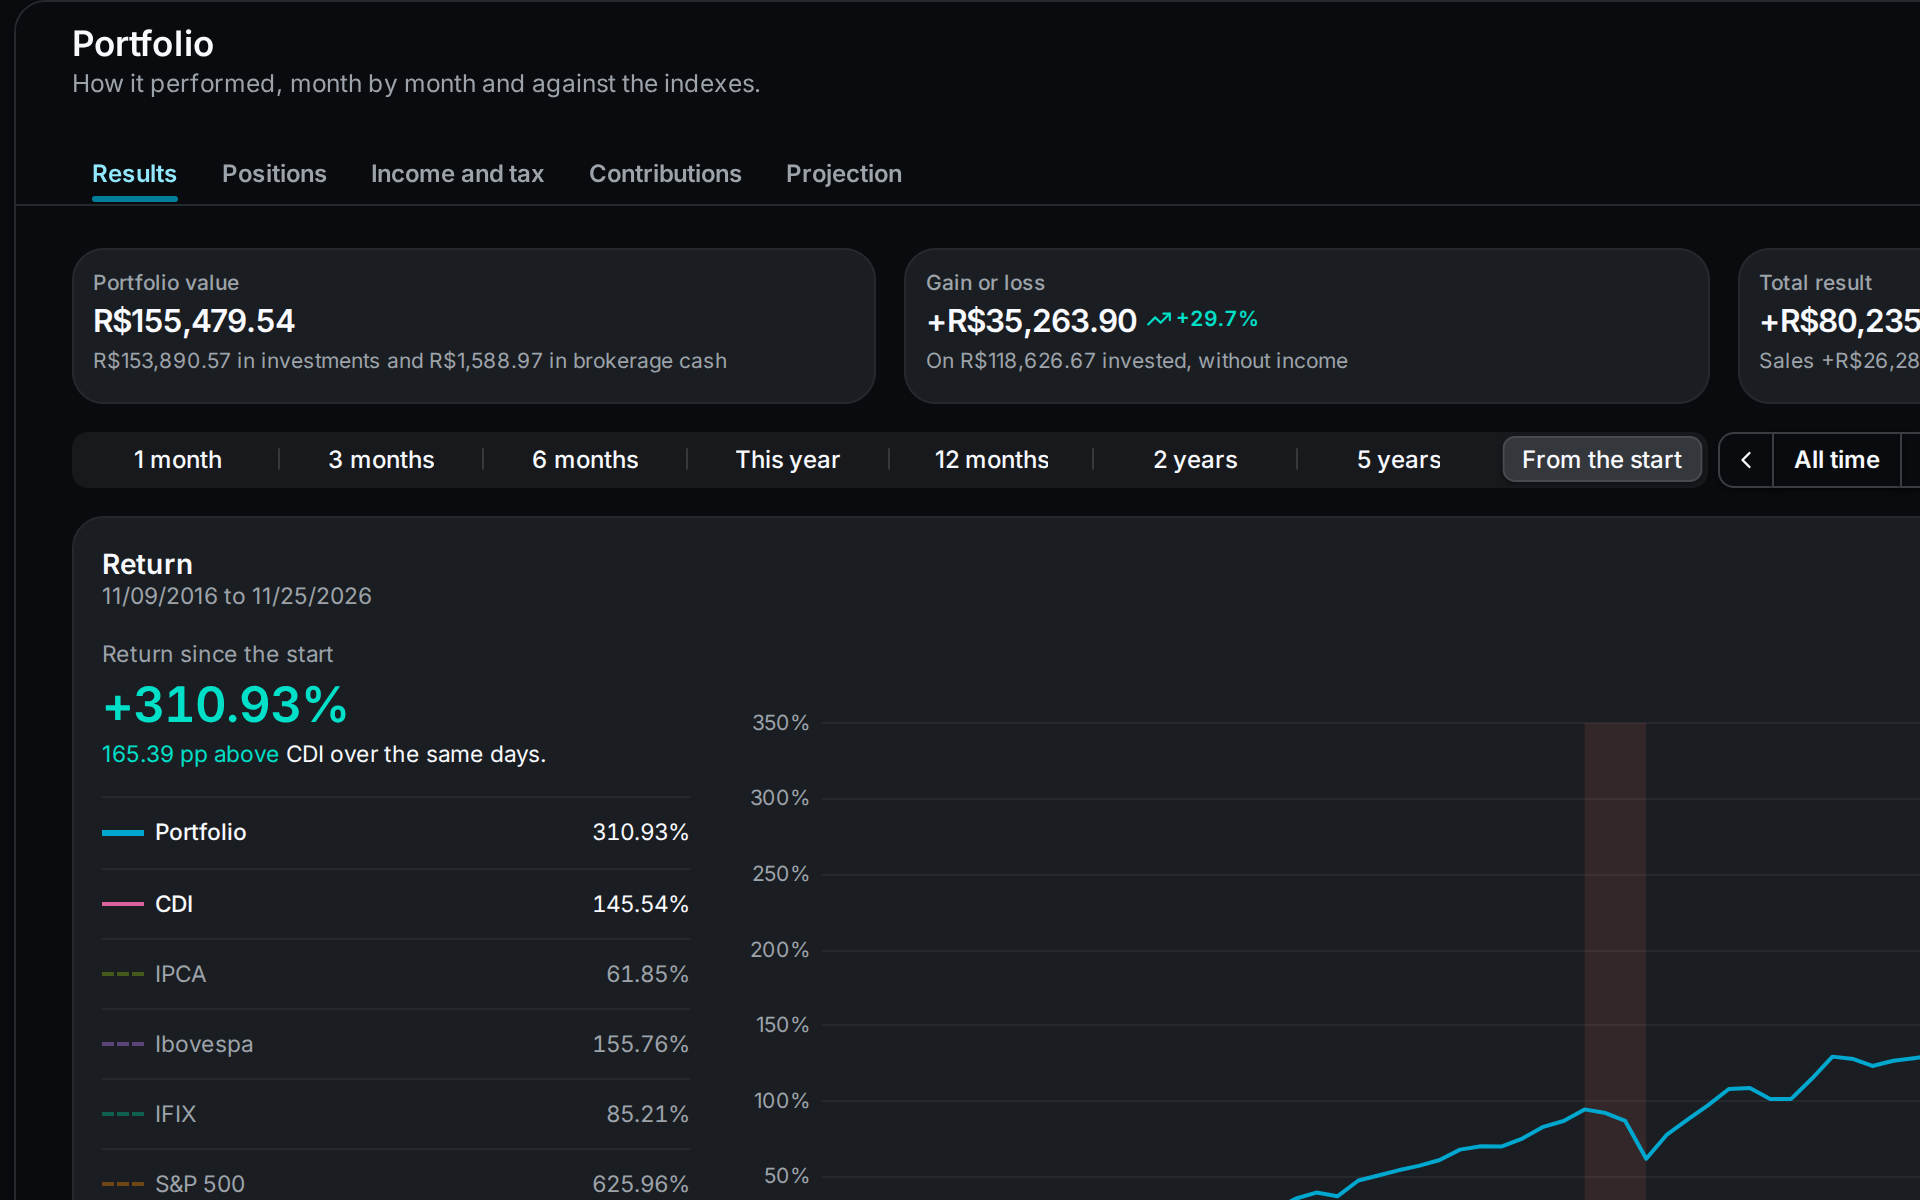 Portfolio
How it performed, month by month and against the indexes.
Results Positions Income and tax Contributions Projection
Portfolio value
R$155,479.54
R$153,890.57 in investments and R$1,588.97 in brokerage cash
Gain or loss
+R$35,263.90 +29.7%
On R$118,626.67 invested, without income
Total result
+R$80,235
Sales +R$26,28
1 month 3 months 6 months This year 12 months 2 years 5 years From the start All time
Return
11/09/2016 to 11/25/2026
Return since the start
+310.93%
165.39 pp above CDI over the same days.
Portfolio 310.93%
CDI 145.54%
IPCA 61.85%
Ibovespa 155.76%
IFIX 85.21%
S&P 500 625.96%
350%
300%
250%
200%
150%
100%
50%